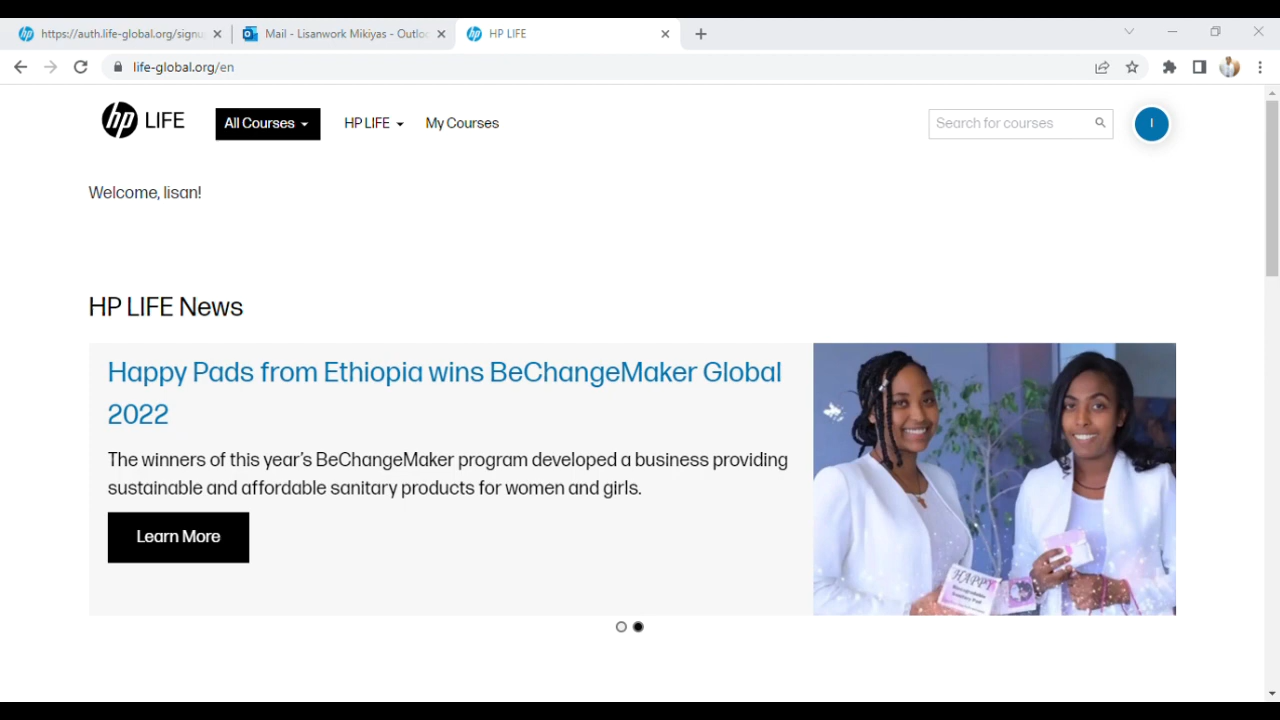 https://auth.life-global.org/signu
Mail - Lisanwork Mikiyas - Outlo
HP LIFE
life-global.org/en
hp LIFE
All Courses
HP LIFE
My Courses
Search for courses
l
Welcome, lisan!
HP LIFE News
Happy Pads from Ethiopia wins BeChangeMaker Global
2022
The winners of this year's BeChangeMaker program developed a business providing
sustainable and affordable sanitary products for women and girls.
Learn More
HAPPY